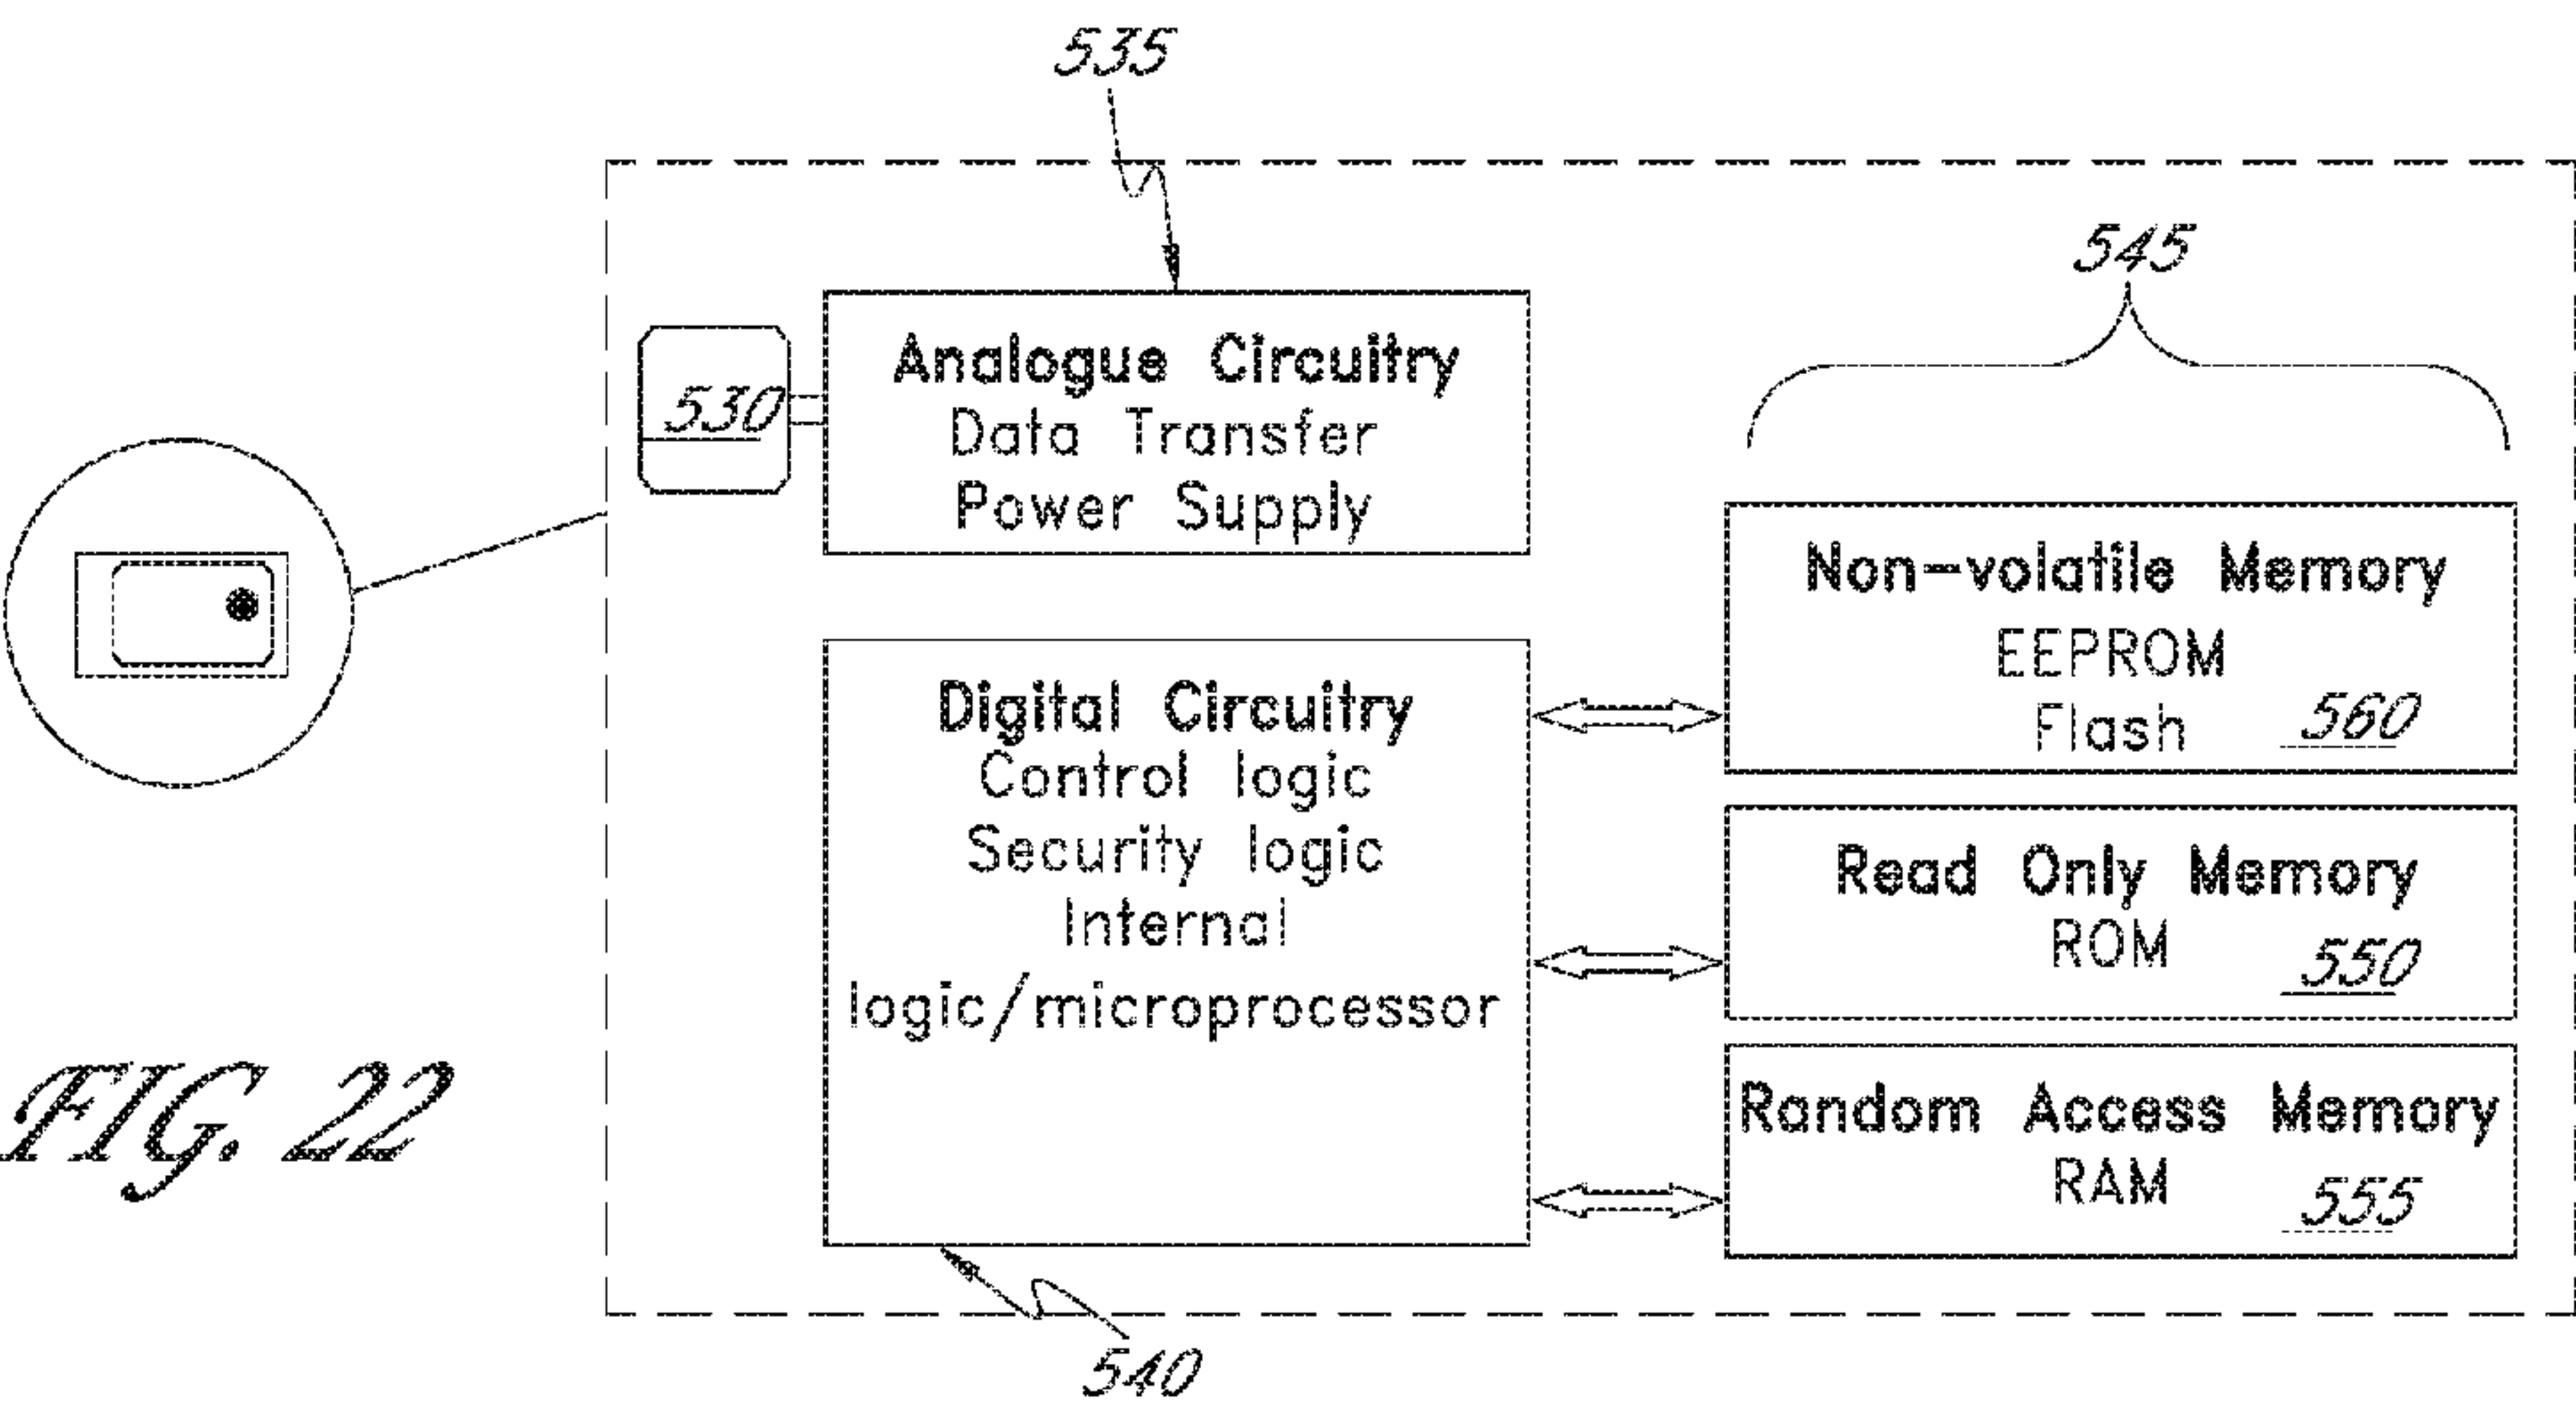 535
545
530
Analogue Circuitry
Data Transfer
Power Supply
Non-volatile Memory
EEPROM
Flash 560
Digital Circuitry
Control logic
Security logic
Internal
logic/microprocessor
Read Only Memory
ROM 550
Random Access Memory
RAM 555
540
FIG. 22